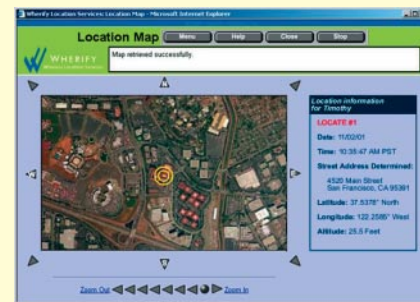 Wherify Location Services: Location Map - Microsoft Internet Explorer
Location Map
Menu
Help
Close
Stop
WHERIFY
Map retrieved successfully.
Location information
for Timothy
LOCATE #1
Date: 11/02/01
Time: 10:35:47 AM PST
Street Address Determined:
4520 Main Street
San Francisco, CA 95391
Latitude: 37.5378° North
Longitude: 122.2585° West
Altitude: 25.5 Feet
Zoom Out
Zoom In